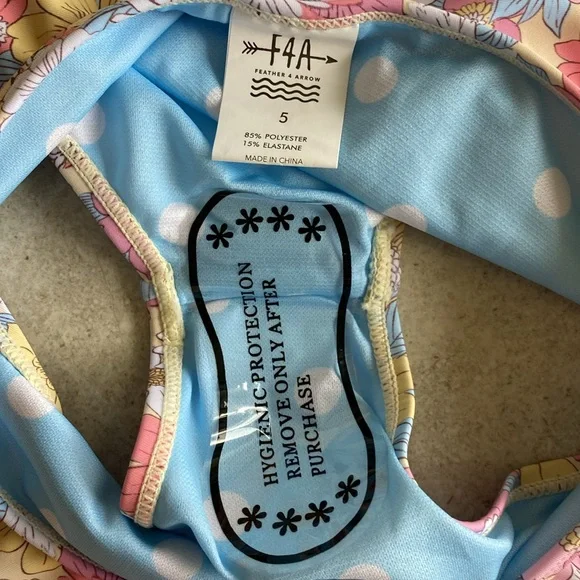 F4A
FEATHER 4 ARROW
5
85% POLYESTER
15% ELASTANE
MADE IN CHINA
HYGIENIC PROTECTION
REMOVE ONLY AFTER
PURCHASE